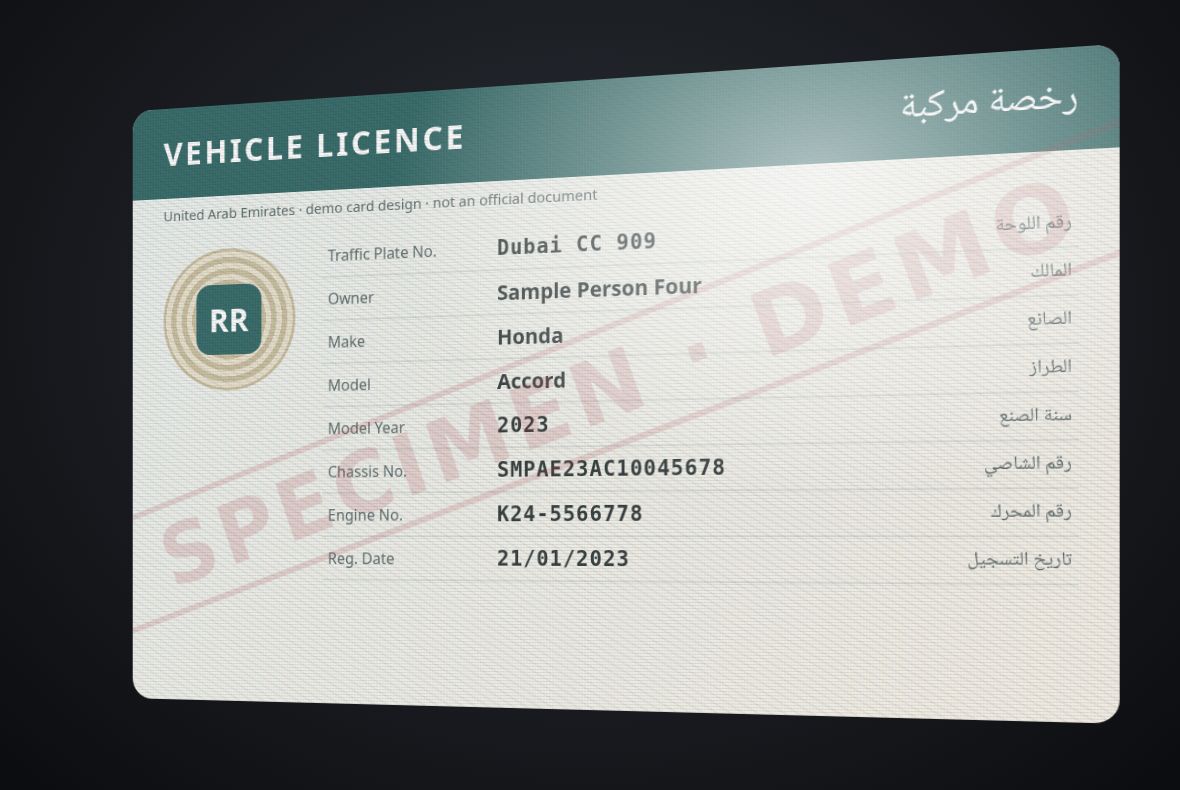 VEHICLE LICENCE رخصة مركبة
United Arab Emirates · demo card design · not an official document
RR
Traffic Plate No. Dubai CC 909 رقم اللوحة
Owner Sample Person Four المالك
Make Honda الصانع
Model Accord الطراز
Model Year 2023 سنة الصنع
Chassis No. SMPAE23AC10045678 رقم الشاصي
Engine No. K24-5566778 رقم المحرك
Reg. Date 21/01/2023 تاريخ التسجيل
SPECIMEN · DEMO